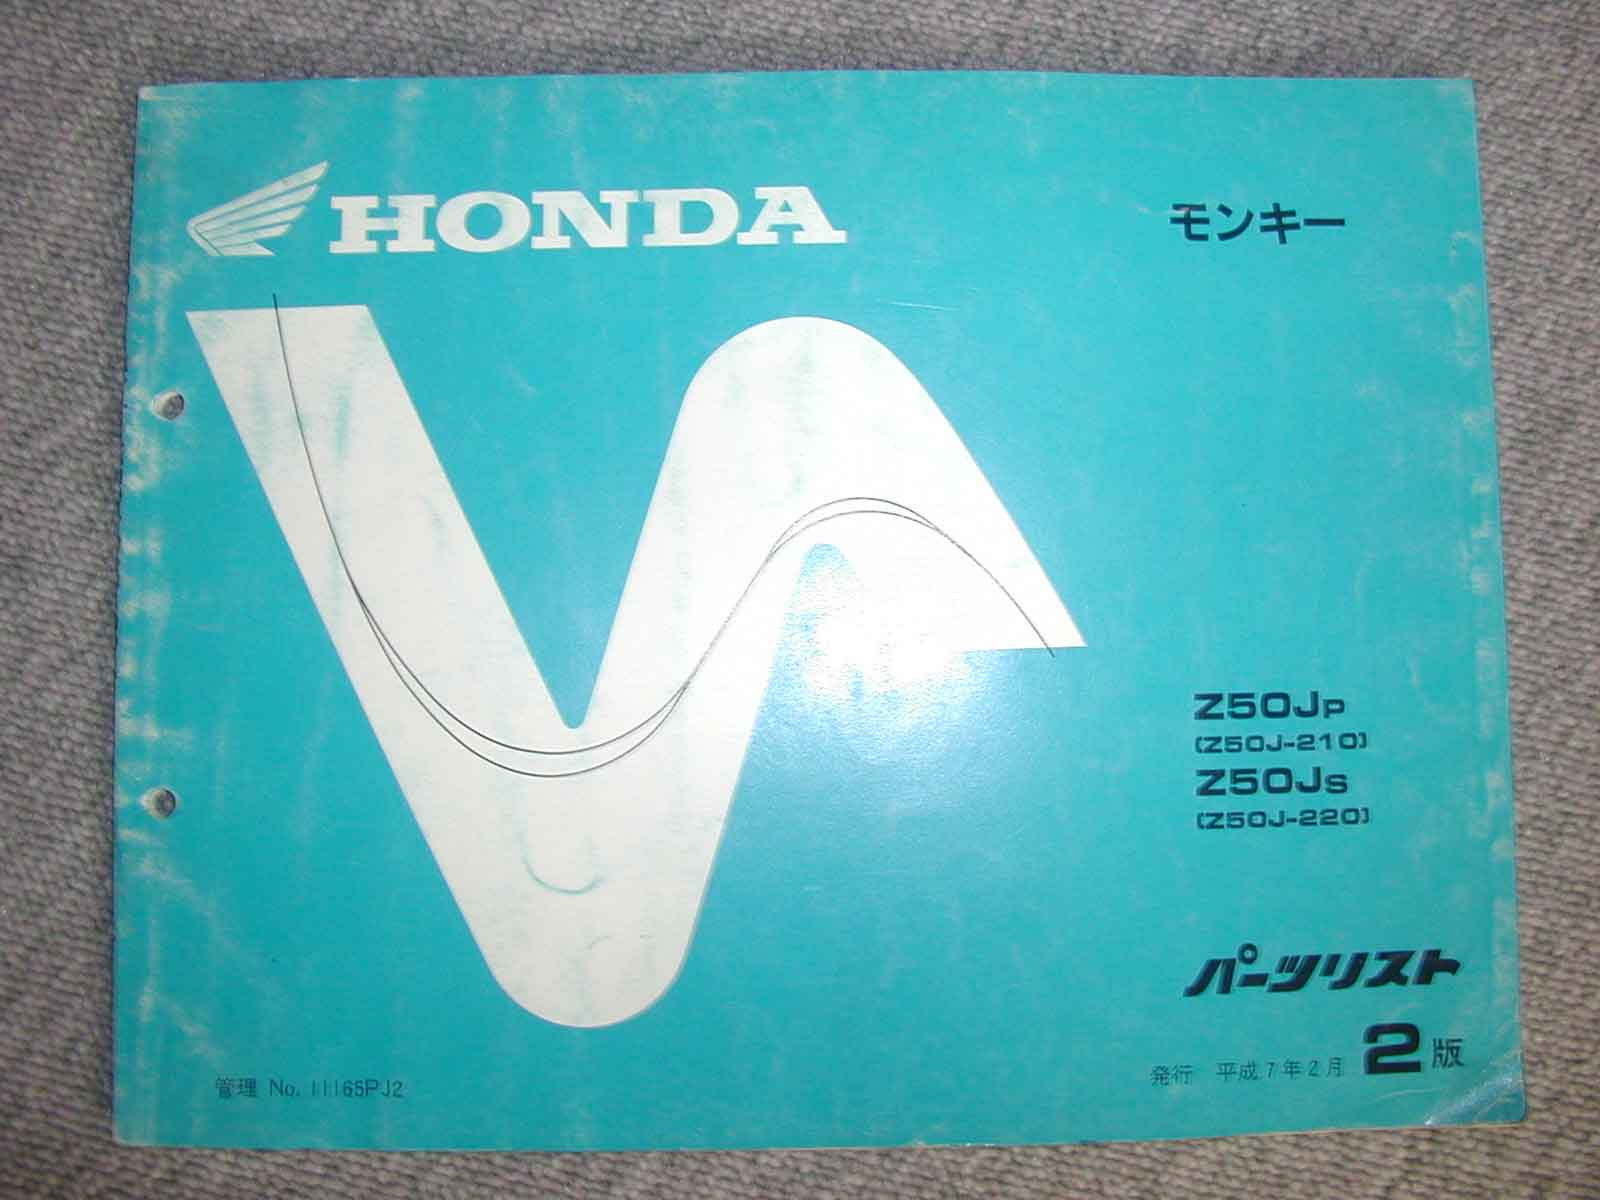 HONDA
モンキー
Z50JP
(Z50J-210)
Z50JS
(Z50J-220)
パーツリスト
発行 平成7年2月 2版
管理 No. 11165PJ2